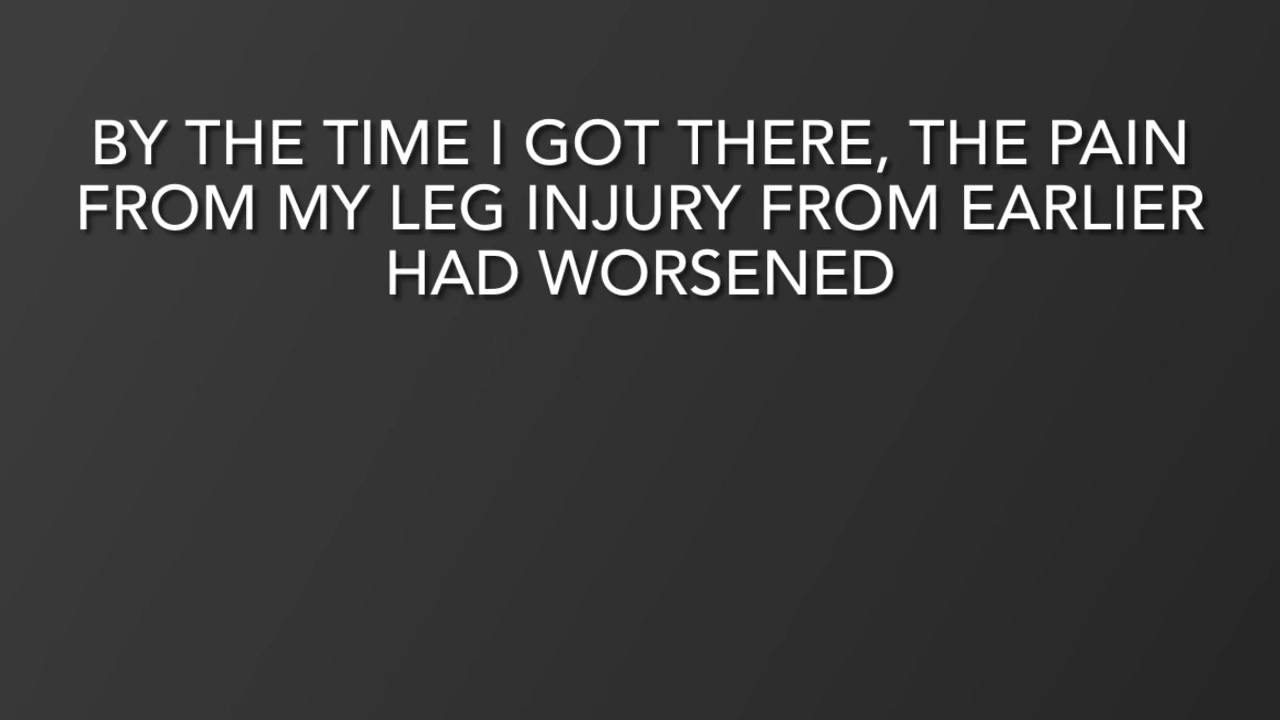 BY THE TIME I GOT THERE, THE PAIN
FROM MY LEG INJURY FROM EARLIER
HAD WORSENED